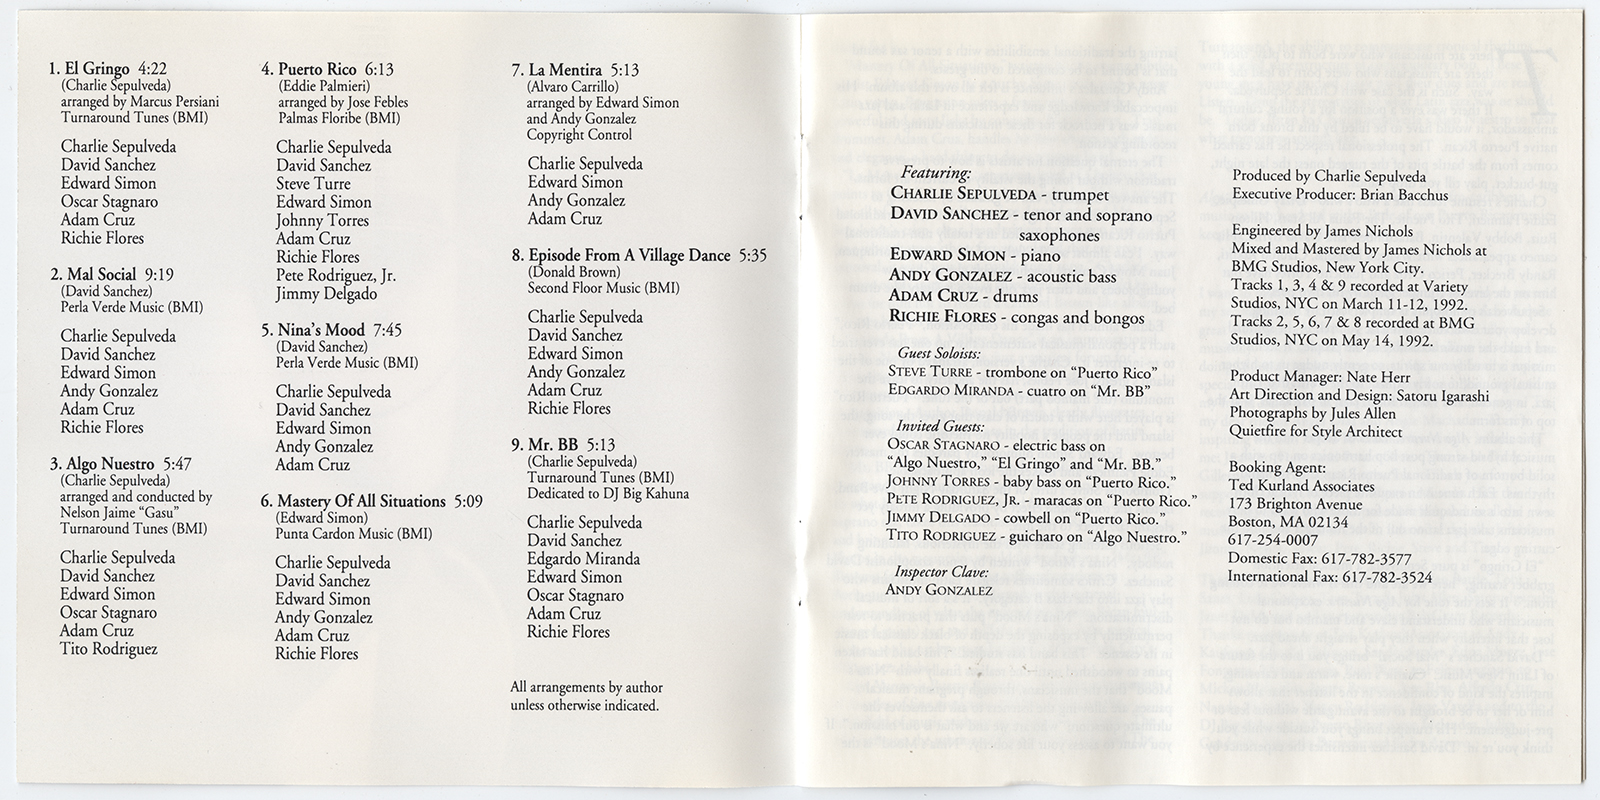 1. El Gringo 4:22
(Charlie Sepulveda)
arranged by Marcus Persiani
Turnaround Tunes (BMI)
Charlie Sepulveda
David Sanchez
Edward Simon
Oscar Stagnaro
Adam Cruz
Richie Flores
2. Mal Social 9:19
(David Sanchez)
Perla Verde Music (BMI)
Charlie Sepulveda
David Sanchez
Edward Simon
Andy Gonzalez
Adam Cruz
Richie Flores
3. Algo Nuestro 5:47
(Charlie Sepulveda)
arranged and conducted by
Nelson Jaime “Gasu”
Turnaround Tunes (BMI)
Charlie Sepulveda
David Sanchez
Edward Simon
Oscar Stagnaro
Adam Cruz
Tito Rodriguez
4. Puerto Rico 6:13
(Eddie Palmieri)
arranged by Jose Febles
Palmas Floribe (BMI)
Charlie Sepulveda
David Sanchez
Steve Turre
Edward Simon
Johnny Torres
Adam Cruz
Richie Flores
Pete Rodriguez, Jr.
Jimmy Delgado
5. Nina's Mood 7:45
(David Sanchez)
Perla Verde Music (BMI)
Charlie Sepulveda
David Sanchez
Edward Simon
Andy Gonzalez
Adam Cruz
6. Mastery Of All Situations 5:09
(Edward Simon)
Punta Cardon Music (BMI)
Charlie Sepulveda
David Sanchez
Edward Simon
Andy Gonzalez
Adam Cruz
Richie Flores
7. La Mentira 5:13
(Alvaro Carrillo)
arranged by Edward Simon
and Andy Gonzalez
Copyright Control
Charlie Sepulveda
Edward Simon
Andy Gonzalez
Adam Cruz
8. Episode From A Village Dance 5:35
(Donald Brown)
Second Floor Music (BMI)
Charlie Sepulveda
David Sanchez
Edward Simon
Andy Gonzalez
Adam Cruz
Richie Flores
9. Mr. BB 5:13
(Charlie Sepulveda)
Turnaround Tunes (BMI)
Dedicated to DJ Big Kahuna
Charlie Sepulveda
David Sanchez
Edgardo Miranda
Edward Simon
Oscar Stagnaro
Adam Cruz
Richie Flores
All arrangements by author
unless otherwise indicated.
Featuring:
CHARLIE SEPULVEDA - trumpet
DAVID SANCHEZ - tenor and soprano
saxophones
EDWARD SIMON - piano
ANDY GONZALEZ - acoustic bass
ADAM CRUZ - drums
RICHIE FLORES - congas and bongos
Guest Soloists:
STEVE TURRE - trombone on “Puerto Rico”
EDGARDO MIRANDA - cuatro on “Mr. BB”
Invited Guests:
OSCAR STAGNARO - electric bass on
“Algo Nuestro,” “El Gringo” and “Mr. BB.”
JOHNNY TORRES - baby bass on “Puerto Rico.”
PETE RODRIGUEZ, JR. - maracas on “Puerto Rico.”
JIMMY DELGADO - cowbell on “Puerto Rico.”
TITO RODRIGUEZ - guicharo on “Algo Nuestro.”
Inspector Clave:
ANDY GONZALEZ
Produced by Charlie Sepulveda
Executive Producer: Brian Bacchus
Engineered by James Nichols
Mixed and Mastered by James Nichols at
BMG Studios, New York City.
Tracks 1, 3, 4 & 9 recorded at Variety
Studios, NYC on March 11-12, 1992.
Tracks 2, 5, 6, 7 & 8 recorded at BMG
Studios, NYC on May 14, 1992.
Product Manager: Nate Herr
Art Direction and Design: Satoru Igarashi
Photographs by Jules Allen
Quietfire for Style Architect
Booking Agent:
Ted Kurland Associates
173 Brighton Avenue
Boston, MA 02134
617-254-0007
Domestic Fax: 617-782-3577
International Fax: 617-782-3524